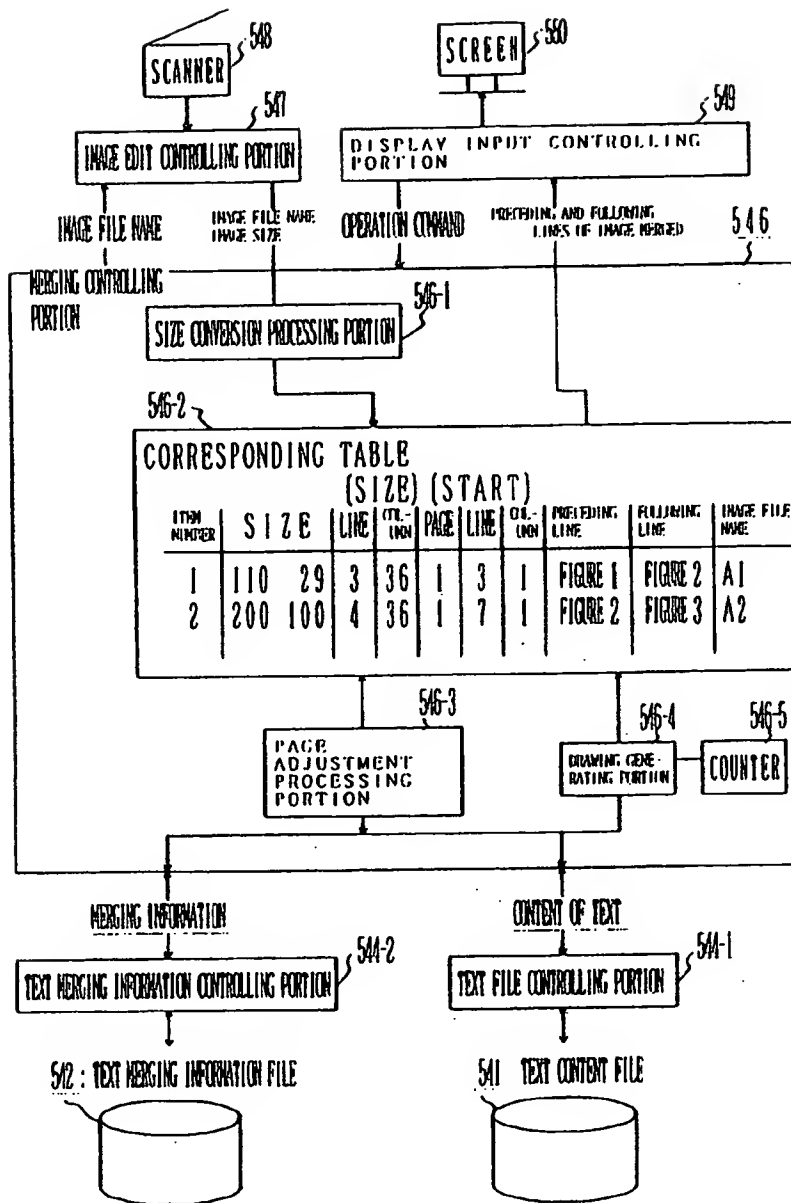 548
SCANNER
550
SCREEN
547
IMAGE EDIT CONTROLLING PORTION
549
DISPLAY INPUT CONTROLLING
PORTION
IMAGE FILE NAME
IMAGE FILE NAME
IMAGE SIZE
OPERATION COMMAND
PRECEDING AND FOLLOWING
LINES OF IMAGE MERGED
546
MERGING CONTROLLING
PORTION
546-1
SIZE CONVERSION PROCESSING PORTION
546-2
CORRESPONDING TABLE
(SIZE) (START)
ITEM NUMBER SIZE LINE COL-UMN PAGE LINE COL-UMN PRECEDING LINE FOLLOWING LINE IMAGE FILE NAME
1 110 29 3 36 1 3 1 FIGURE 1 FIGURE 2 A1
2 200 100 4 36 1 7 1 FIGURE 2 FIGURE 3 A2
546-3
PAGE
ADJUSTMENT
PROCESSING
PORTION
546-4
DRAWING GENE-
RATING PORTION
546-5
COUNTER
MERGING INFORMATION
CONTENT OF TEXT
544-2
TEXT MERGING INFORMATION CONTROLLING PORTION
544-1
TEXT FILE CONTROLLING PORTION
542 : TEXT MERGING INFORMATION FILE
541 TEXT CONTENT FILE